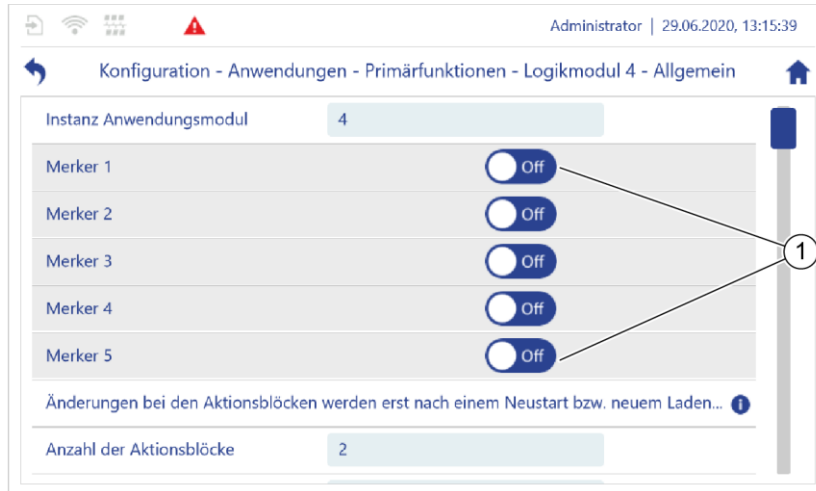 Administrator | 29.06.2020, 13:15:39
Konfiguration - Anwendungen - Primärfunktionen - Logikmodul 4 - Allgemein
Instanz Anwendungsmodul 4
Merker 1 Off
Merker 2 Off
Merker 3 Off
Merker 4 Off
Merker 5 Off
1
Änderungen bei den Aktionsblöcken werden erst nach einem Neustart bzw. neuem Laden...
Anzahl der Aktionsblöcke 2